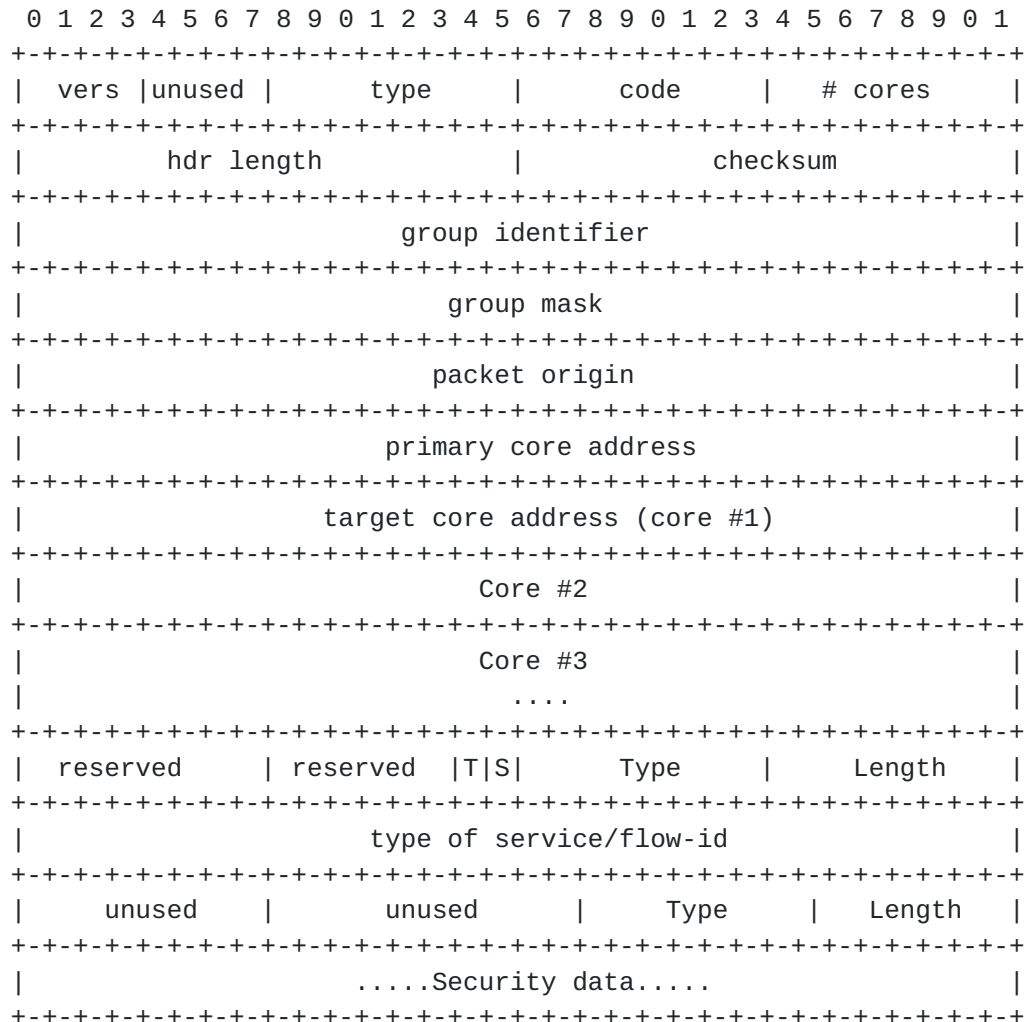 0 1 2 3 4 5 6 7 8 9 0 1 2 3 4 5 6 7 8 9 0 1 2 3 4 5 6 7 8 9 0 1
+-+-+-+-+-+-+-+-+-+-+-+-+-+-+-+-+-+-+-+-+-+-+-+-+-+-+-+-+-+-+-+-+
|  vers |unused |      type     |      code     |   # cores     |
+-+-+-+-+-+-+-+-+-+-+-+-+-+-+-+-+-+-+-+-+-+-+-+-+-+-+-+-+-+-+-+-+
|         hdr length            |            checksum           |
+-+-+-+-+-+-+-+-+-+-+-+-+-+-+-+-+-+-+-+-+-+-+-+-+-+-+-+-+-+-+-+-+
|                        group identifier                       |
+-+-+-+-+-+-+-+-+-+-+-+-+-+-+-+-+-+-+-+-+-+-+-+-+-+-+-+-+-+-+-+-+
|                           group mask                          |
+-+-+-+-+-+-+-+-+-+-+-+-+-+-+-+-+-+-+-+-+-+-+-+-+-+-+-+-+-+-+-+-+
|                          packet origin                        |
+-+-+-+-+-+-+-+-+-+-+-+-+-+-+-+-+-+-+-+-+-+-+-+-+-+-+-+-+-+-+-+-+
|                       primary core address                    |
+-+-+-+-+-+-+-+-+-+-+-+-+-+-+-+-+-+-+-+-+-+-+-+-+-+-+-+-+-+-+-+-+
|                   target core address (core #1)               |
+-+-+-+-+-+-+-+-+-+-+-+-+-+-+-+-+-+-+-+-+-+-+-+-+-+-+-+-+-+-+-+-+
|                             Core #2                           |
+-+-+-+-+-+-+-+-+-+-+-+-+-+-+-+-+-+-+-+-+-+-+-+-+-+-+-+-+-+-+-+-+
|                             Core #3                           |
|                               ....                            |
+-+-+-+-+-+-+-+-+-+-+-+-+-+-+-+-+-+-+-+-+-+-+-+-+-+-+-+-+-+-+-+-+
|  reserved     | reserved  |T|S|      Type     |     Length    |
+-+-+-+-+-+-+-+-+-+-+-+-+-+-+-+-+-+-+-+-+-+-+-+-+-+-+-+-+-+-+-+-+
|                      type of service/flow-id                  |
+-+-+-+-+-+-+-+-+-+-+-+-+-+-+-+-+-+-+-+-+-+-+-+-+-+-+-+-+-+-+-+-+
|     unused    |       unused      |     Type     |   Length   |
+-+-+-+-+-+-+-+-+-+-+-+-+-+-+-+-+-+-+-+-+-+-+-+-+-+-+-+-+-+-+-+-+
|                     .....Security data.....                   |
+-+-+-+-+-+-+-+-+-+-+-+-+-+-+-+-+-+-+-+-+-+-+-+-+-+-+-+-+-+-+-+-+